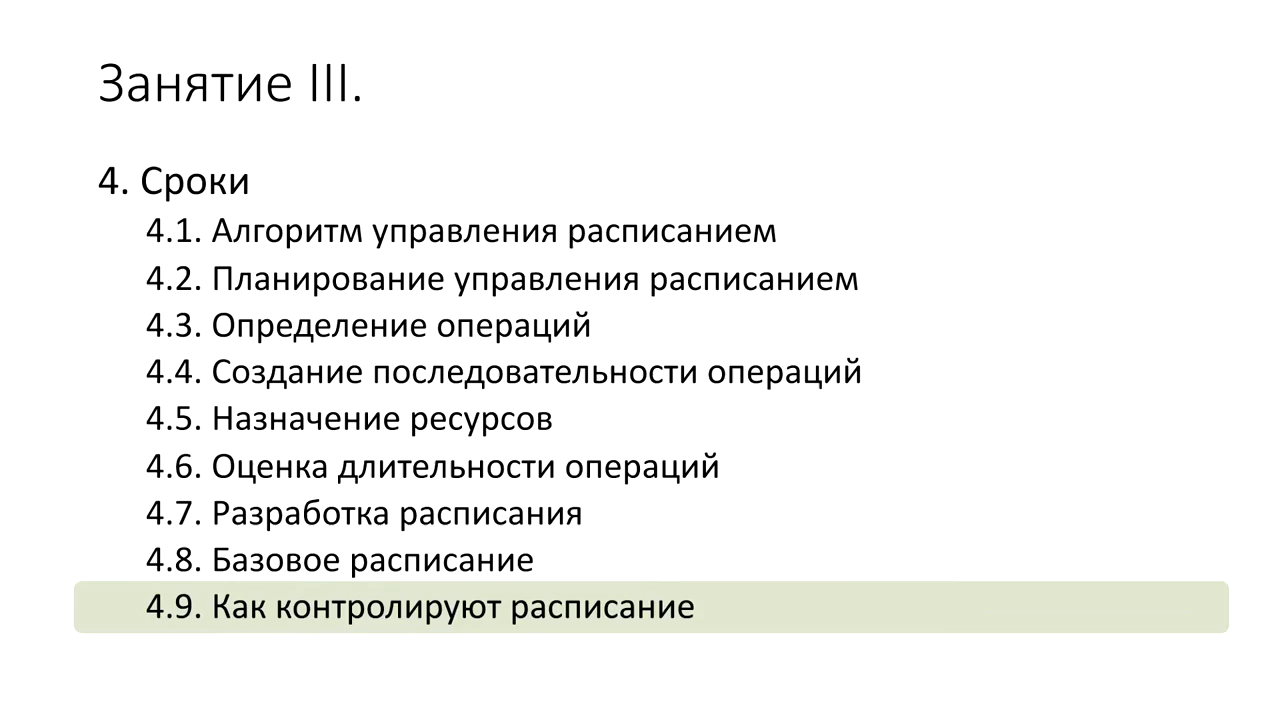 Занятие III.
4. Сроки
4.1. Алгоритм управления расписанием
4.2. Планирование управления расписанием
4.3. Определение операций
4.4. Создание последовательности операций
4.5. Назначение ресурсов
4.6. Оценка длительности операций
4.7. Разработка расписания
4.8. Базовое расписание
4.9. Как контролируют расписание